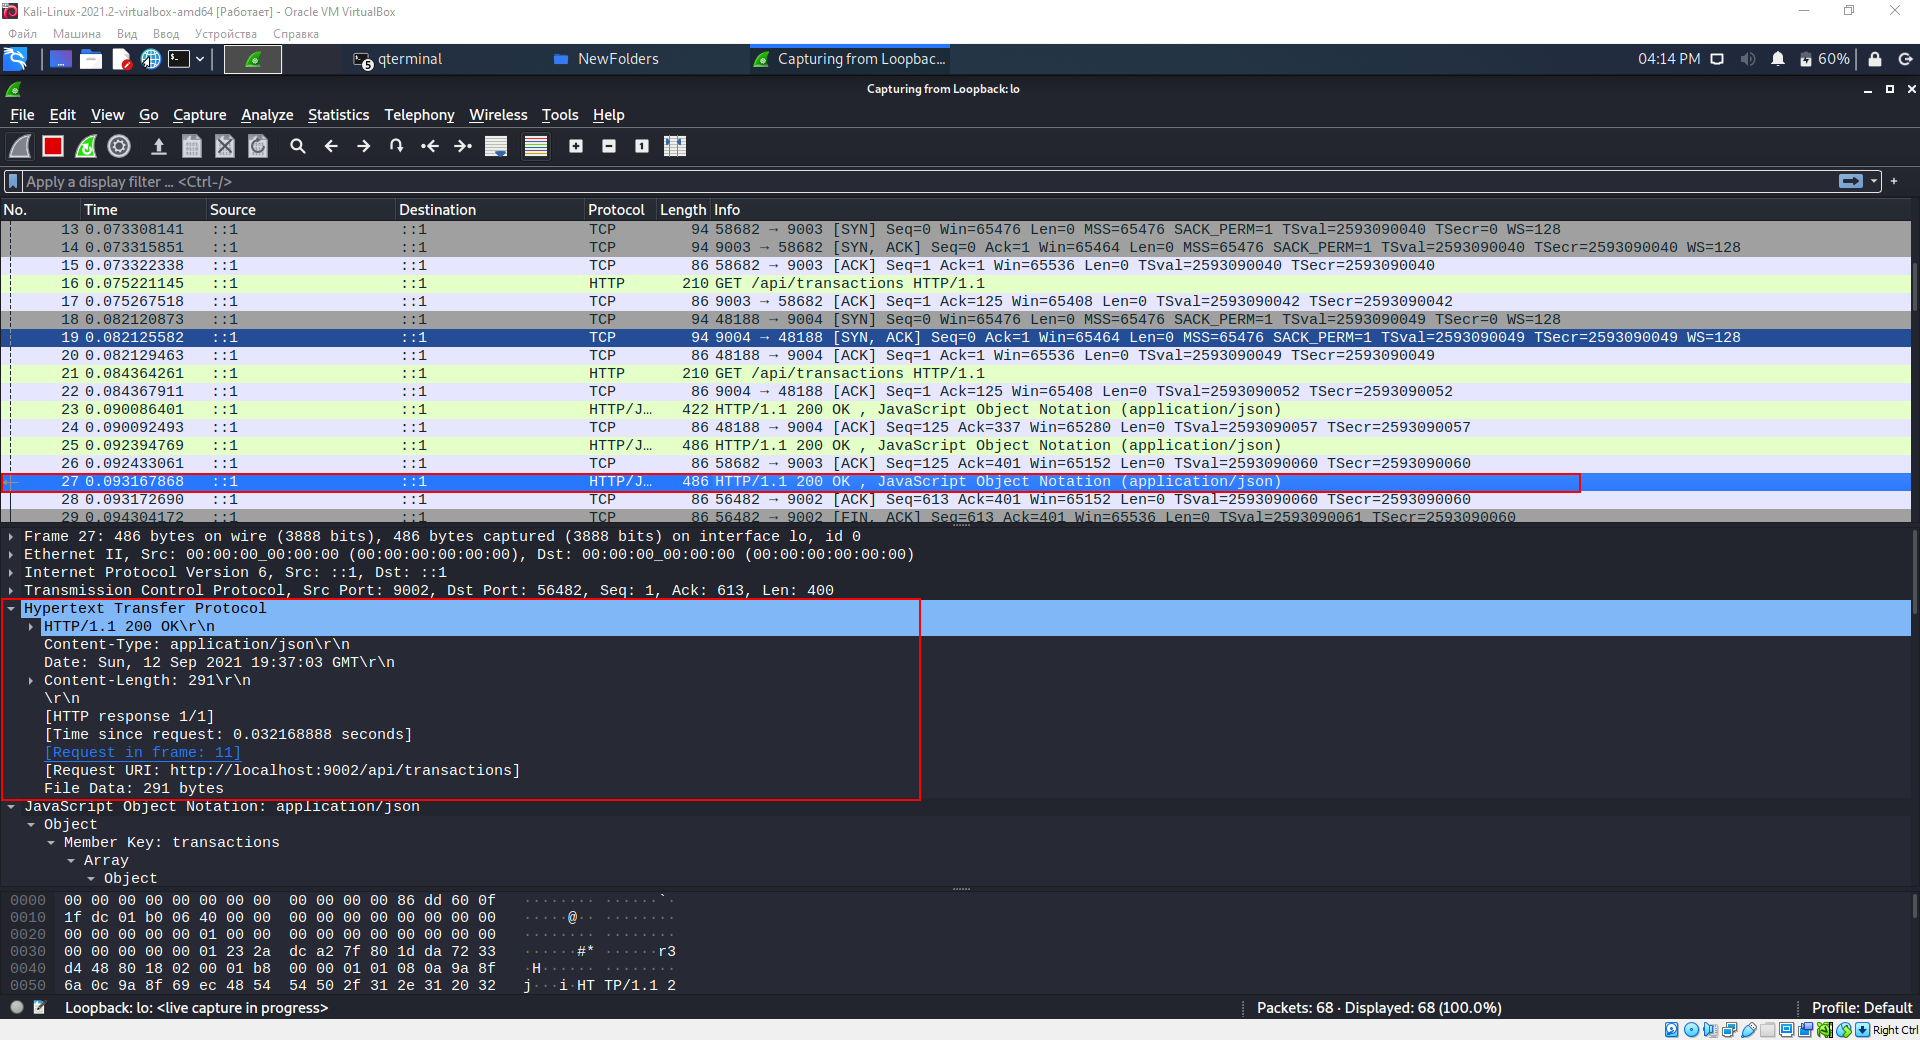 Kali-Linux-2021.2-virtualbox-amd64 [Работает] - Oracle VM VirtualBox
Файл Машина Вид Ввод Устройства Справка
qterminal NewFolders Capturing from Loopbac... 04:14 PM 60%
5
Capturing from Loopback: lo
File Edit View Go Capture Analyze Statistics Telephony Wireless Tools Help
Apply a display filter ... <Ctrl-/> +
No. Time Source Destination Protocol Length Info
13 0.073308141 ::1 ::1 TCP 94 58682 → 9003 [SYN] Seq=0 Win=65476 Len=0 MSS=65476 SACK_PERM=1 TSval=2593090040 TSecr=0 WS=128
14 0.073315851 ::1 ::1 TCP 94 9003 → 58682 [SYN, ACK] Seq=0 Ack=1 Win=65464 Len=0 MSS=65476 SACK_PERM=1 TSval=2593090040 TSecr=2593090040 WS=128
15 0.073322338 ::1 ::1 TCP 86 58682 → 9003 [ACK] Seq=1 Ack=1 Win=65536 Len=0 TSval=2593090040 TSecr=2593090040
16 0.075221145 ::1 ::1 HTTP 210 GET /api/transactions HTTP/1.1
17 0.075267518 ::1 ::1 TCP 86 9003 → 58682 [ACK] Seq=1 Ack=125 Win=65408 Len=0 TSval=2593090042 TSecr=2593090042
18 0.082120873 ::1 ::1 TCP 94 48188 → 9004 [SYN] Seq=0 Win=65476 Len=0 MSS=65476 SACK_PERM=1 TSval=2593090049 TSecr=0 WS=128
19 0.082125582 ::1 ::1 TCP 94 9004 → 48188 [SYN, ACK] Seq=0 Ack=1 Win=65464 Len=0 MSS=65476 SACK_PERM=1 TSval=2593090049 TSecr=2593090049 WS=128
20 0.082129463 ::1 ::1 TCP 86 48188 → 9004 [ACK] Seq=1 Ack=1 Win=65536 Len=0 TSval=2593090049 TSecr=2593090049
21 0.084364261 ::1 ::1 HTTP 210 GET /api/transactions HTTP/1.1
22 0.084367911 ::1 ::1 TCP 86 9004 → 48188 [ACK] Seq=1 Ack=125 Win=65408 Len=0 TSval=2593090052 TSecr=2593090052
23 0.090086401 ::1 ::1 HTTP/J... 422 HTTP/1.1 200 OK , JavaScript Object Notation (application/json)
24 0.090092493 ::1 ::1 TCP 86 48188 → 9004 [ACK] Seq=125 Ack=337 Win=65280 Len=0 TSval=2593090057 TSecr=2593090057
25 0.092394769 ::1 ::1 HTTP/J... 486 HTTP/1.1 200 OK , JavaScript Object Notation (application/json)
26 0.092433061 ::1 ::1 TCP 86 58682 → 9003 [ACK] Seq=125 Ack=401 Win=65152 Len=0 TSval=2593090060 TSecr=2593090060
27 0.093167868 ::1 ::1 HTTP/J... 486 HTTP/1.1 200 OK , JavaScript Object Notation (application/json)
28 0.093172690 ::1 ::1 TCP 86 56482 → 9002 [ACK] Seq=613 Ack=401 Win=65152 Len=0 TSval=2593090060 TSecr=2593090060
29 0.094304172 ::1 ::1 TCP 86 56482 → 9002 [FIN, ACK] Seq=613 Ack=401 Win=65536 Len=0 TSval=2593090061 TSecr=2593090060
Frame 27: 486 bytes on wire (3888 bits), 486 bytes captured (3888 bits) on interface lo, id 0
Ethernet II, Src: 00:00:00_00:00:00 (00:00:00:00:00:00), Dst: 00:00:00_00:00:00 (00:00:00:00:00:00)
Internet Protocol Version 6, Src: ::1, Dst: ::1
Transmission Control Protocol, Src Port: 9002, Dst Port: 56482, Seq: 1, Ack: 613, Len: 400
Hypertext Transfer Protocol
HTTP/1.1 200 OK\r\n
Content-Type: application/json\r\n
Date: Sun, 12 Sep 2021 19:37:03 GMT\r\n
Content-Length: 291\r\n
\r\n
[HTTP response 1/1]
[Time since request: 0.032168888 seconds]
[Request in frame: 11]
[Request URI: http://localhost:9002/api/transactions]
File Data: 291 bytes
JavaScript Object Notation: application/json
Object
Member Key: transactions
Array
Object
0000 00 00 00 00 00 00 00 00 00 00 00 00 86 dd 60 0f ········ ······`·
0010 1f dc 01 b0 06 40 00 00 00 00 00 00 00 00 00 00 ·····@·· ········
0020 00 00 00 00 00 01 00 00 00 00 00 00 00 00 00 00 ········ ········
0030 00 00 00 00 00 01 23 2a dc a2 7f 80 1d da 72 33 ······#* ······r3
0040 d4 48 80 18 02 00 01 b8 00 00 01 01 08 0a 9a 8f ·H······ ········
0050 6a 0c 9a 8f 69 ec 48 54 54 50 2f 31 2e 31 20 32 j···i·HT TP/1.1 2
Loopback: lo: <live capture in progress> Packets: 68 · Displayed: 68 (100.0%) Profile: Default
Right Ctrl